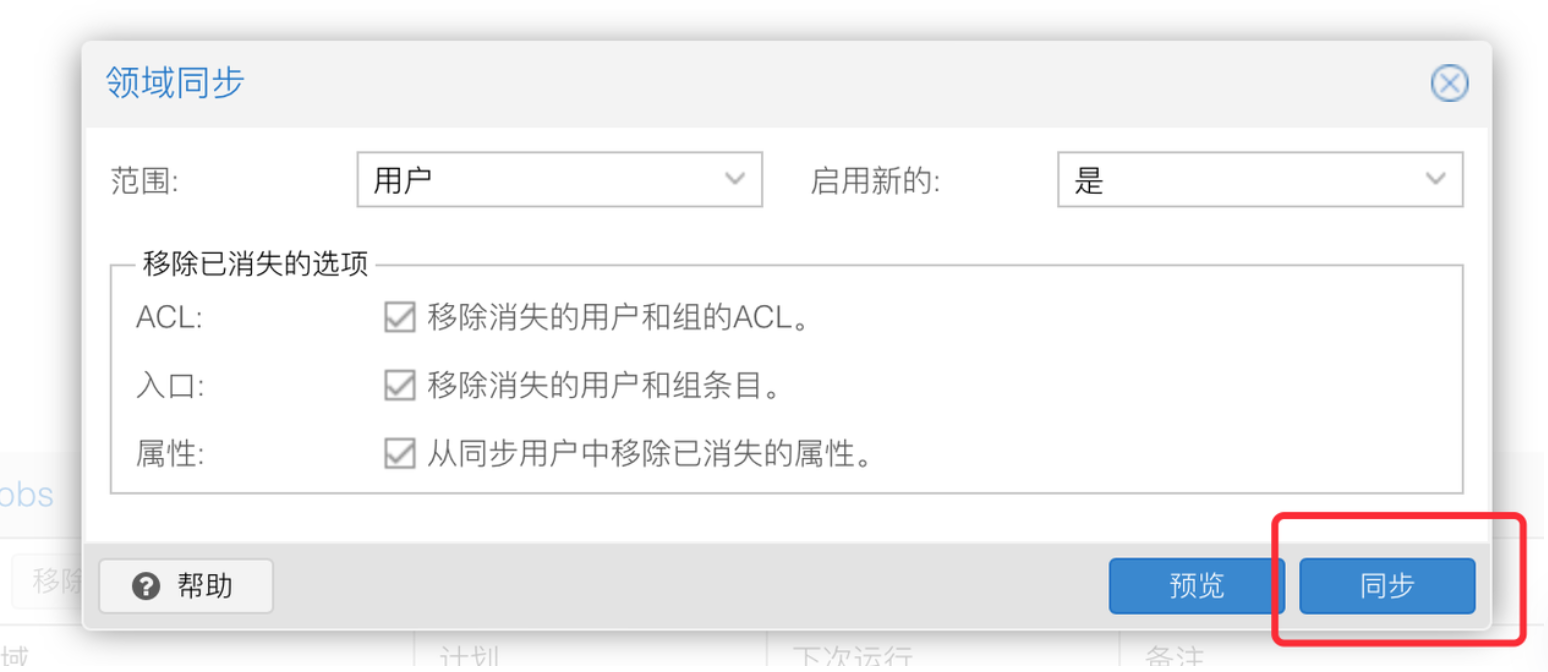 领域同步
范围: 用户 启用新的: 是
移除已消失的选项
ACL: 移除消失的用户和组的ACL。
入口: 移除消失的用户和组条目。
属性: 从同步用户中移除已消失的属性。
obs
移除
? 帮助 预览 同步
域 计划 下次运行 备注